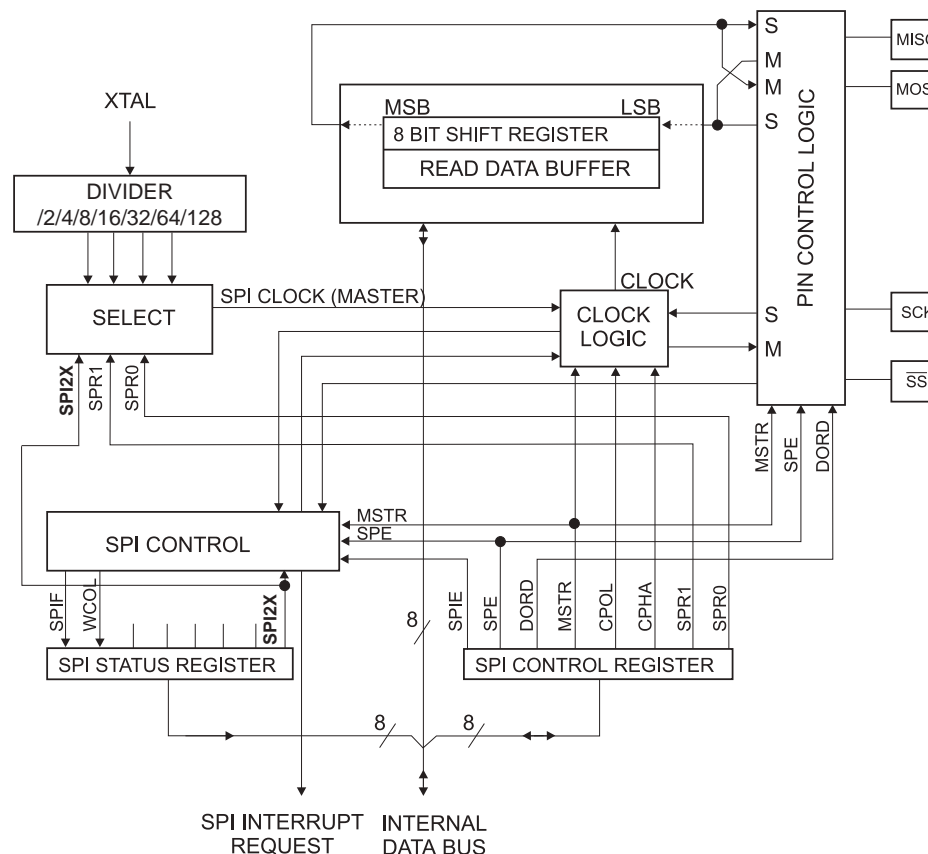 S
MISO
M
M
MOSI
S
XTAL
MSB
LSB
8 BIT SHIFT REGISTER
READ DATA BUFFER
DIVIDER
/2/4/8/16/32/64/128
PIN CONTROL LOGIC
SPI CLOCK (MASTER)
CLOCK
SELECT
CLOCK
LOGIC
S
SCK
M
SS
SPI2X
SPR1
SPR0
MSTR
SPE
DORD
MSTR
SPE
SPI CONTROL
SPIF
WCOL
SPI2X
8
SPIE
SPE
DORD
MSTR
CPOL
CPHA
SPR1
SPR0
SPI STATUS REGISTER
SPI CONTROL REGISTER
8
8
SPI INTERRUPT
REQUEST
INTERNAL
DATA BUS